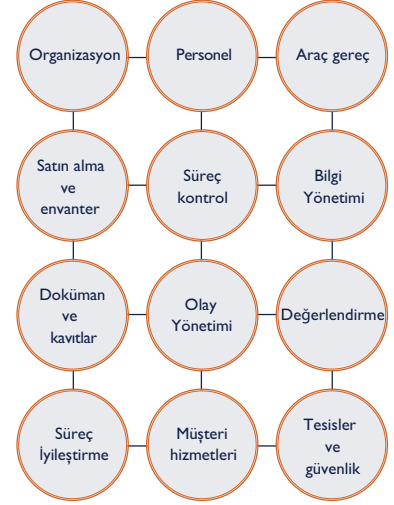 Organizasyon
Personel
Araç gereç
Satın alma
ve
envanter
Süreç
kontrol
Bilgi
Yönetimi
Doküman
ve
kavıtlar
Olay
Yönetimi
Değerlendirme
Süreç
İyileştirme
Müşteri
hizmetleri
Tesisler
ve
güvenlik